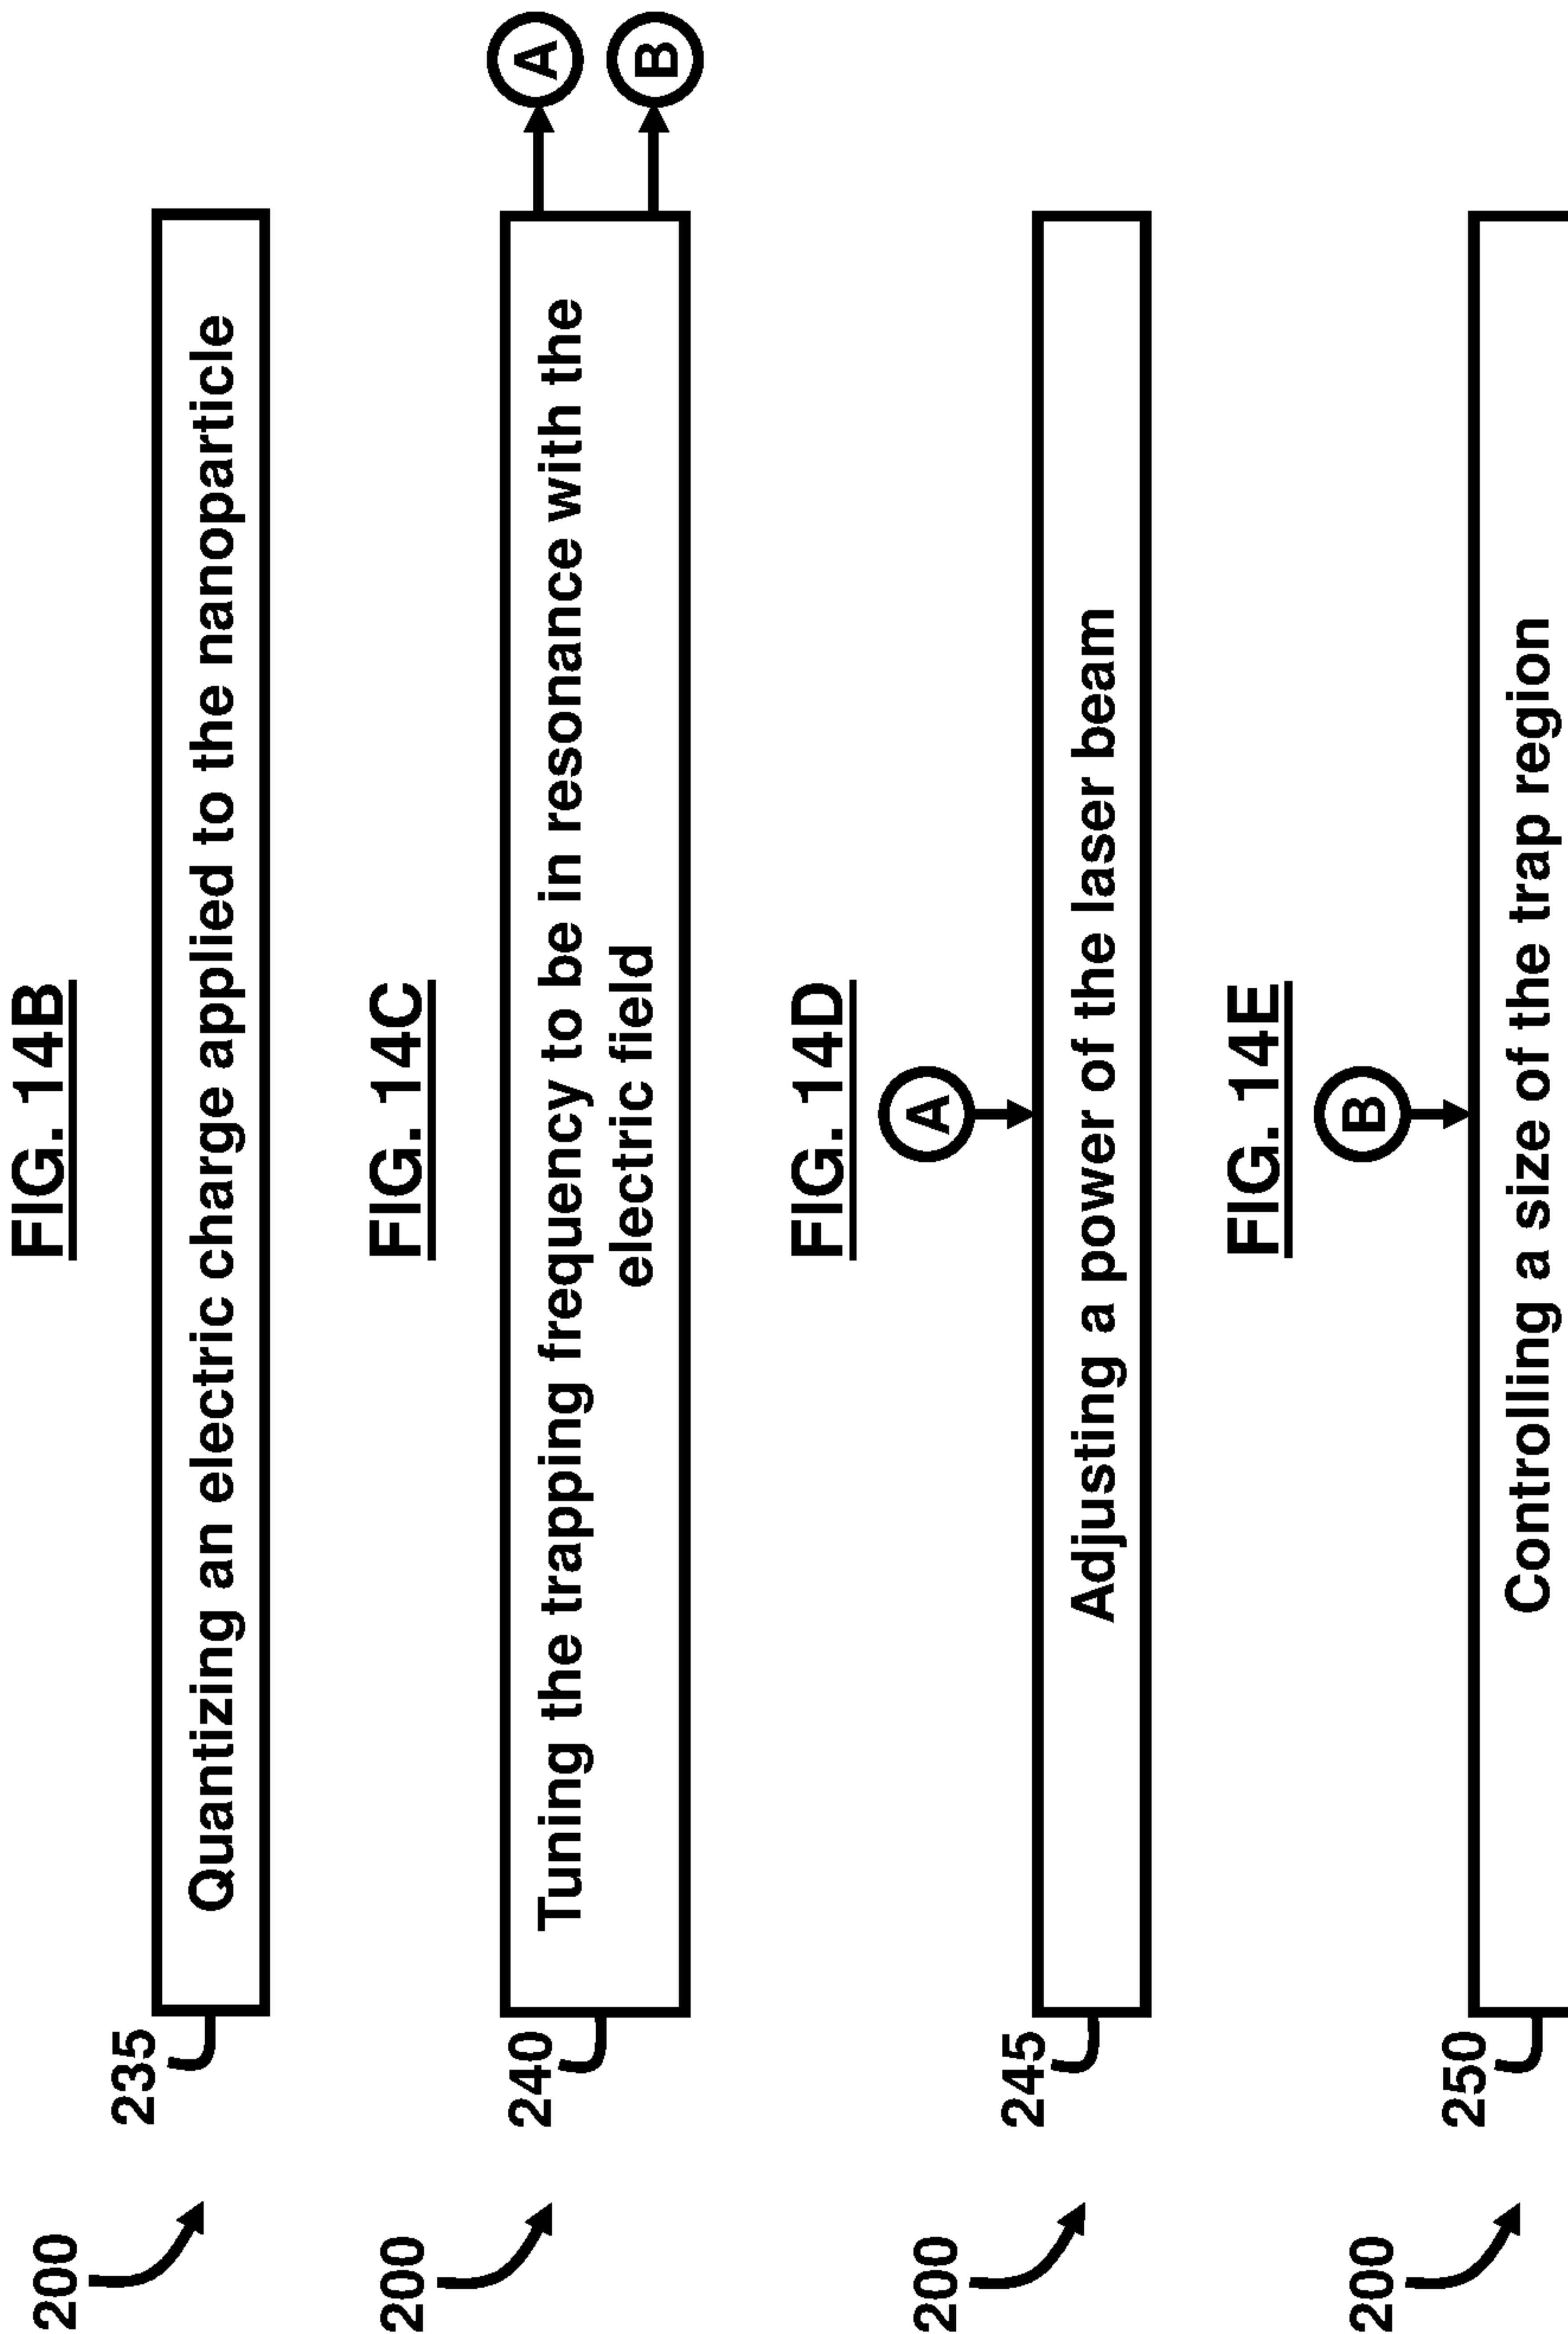 FIG. 14B
200
235
Quantizing an electric charge applied to the nanoparticle
FIG. 14C
200
240
Tuning the trapping frequency to be in resonance with the
electric field
A
B
FIG. 14D
A
200
245
Adjusting a power of the laser beam
FIG. 14E
B
200
250
Controlling a size of the trap region